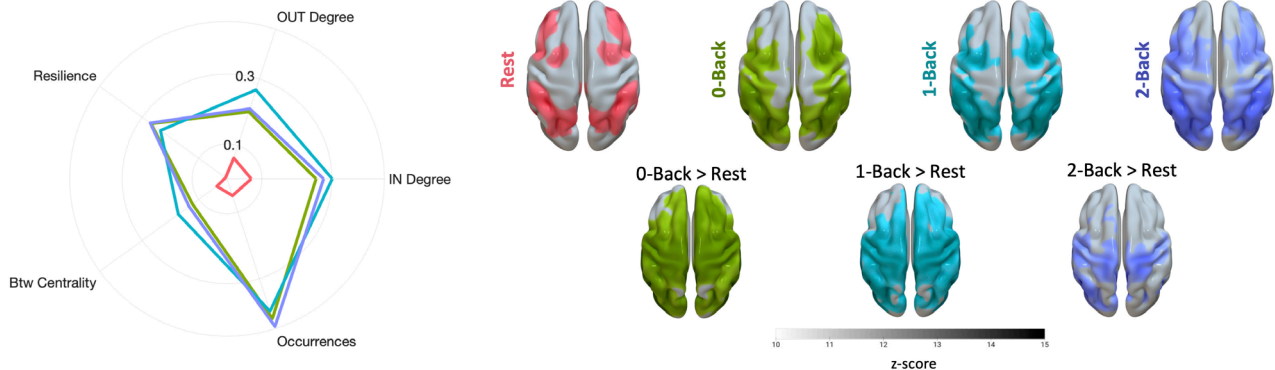 OUT Degree
Resilience
0.3
0.1
IN Degree
Btw Centrality
Occurrences
Rest
0-Back
1-Back
2-Back
0-Back > Rest
1-Back > Rest
2-Back > Rest
10 11 12 13 14 15
z-score